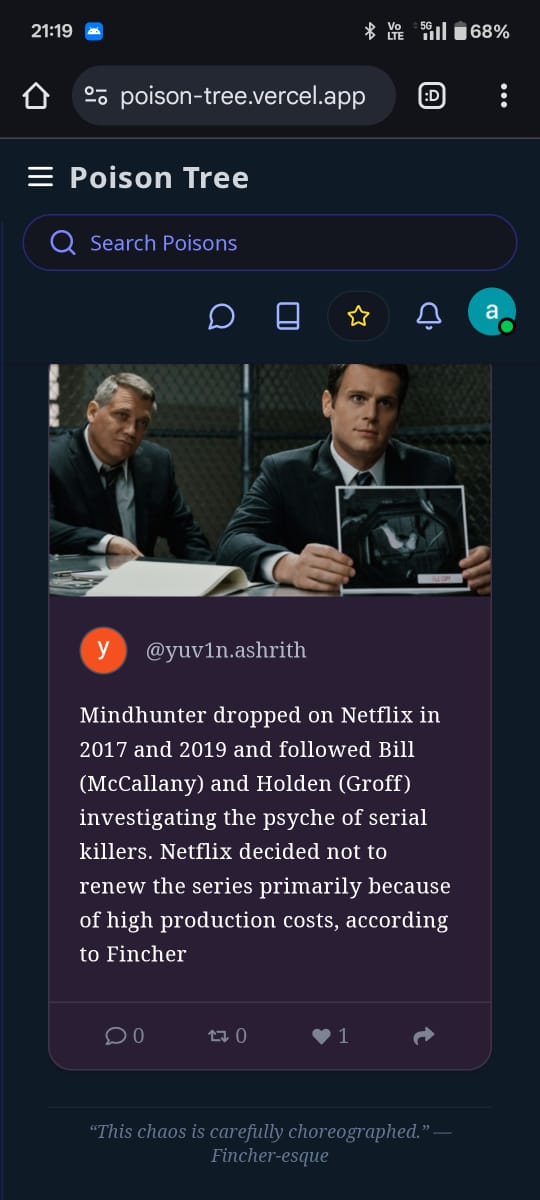 21:19
Vo
LTE
5G
68%
poison-tree.vercel.app
:D
Poison Tree
Search Poisons
a
y
@yuv1n.ashrith
Mindhunter dropped on Netflix in
2017 and 2019 and followed Bill
(McCallany) and Holden (Groff)
investigating the psyche of serial
killers. Netflix decided not to
renew the series primarily because
of high production costs, according
to Fincher
0
0
1
“This chaos is carefully choreographed.” —
Fincher-esque